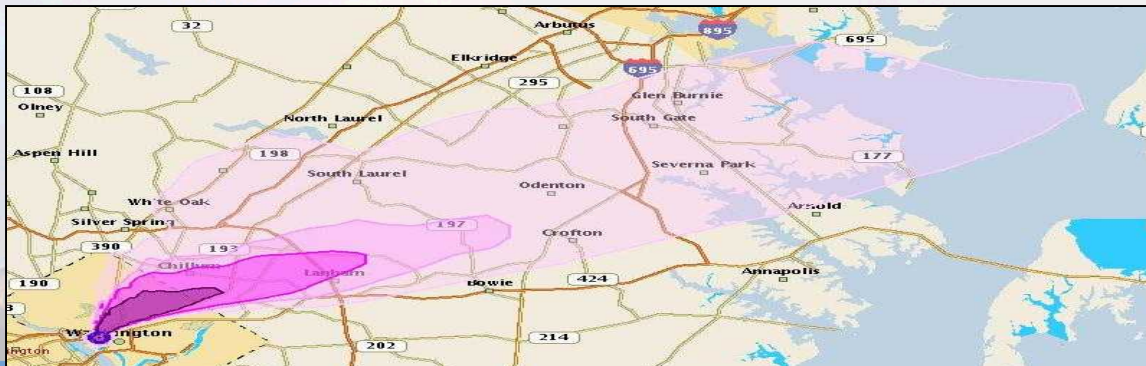 32
Arbutus
895
695
Elkridge
695
108
295
Olney
Glen Burnie
North Laurel
South Gate
Aspen Hill
198
177
Severna Park
South Laurel
Odenton
White Oak
Arnold
Silver Spring
197
Crofton
390
193
Chillum
Lanham
Annapolis
190
Bowie
424
3
Washington
214
202
ington